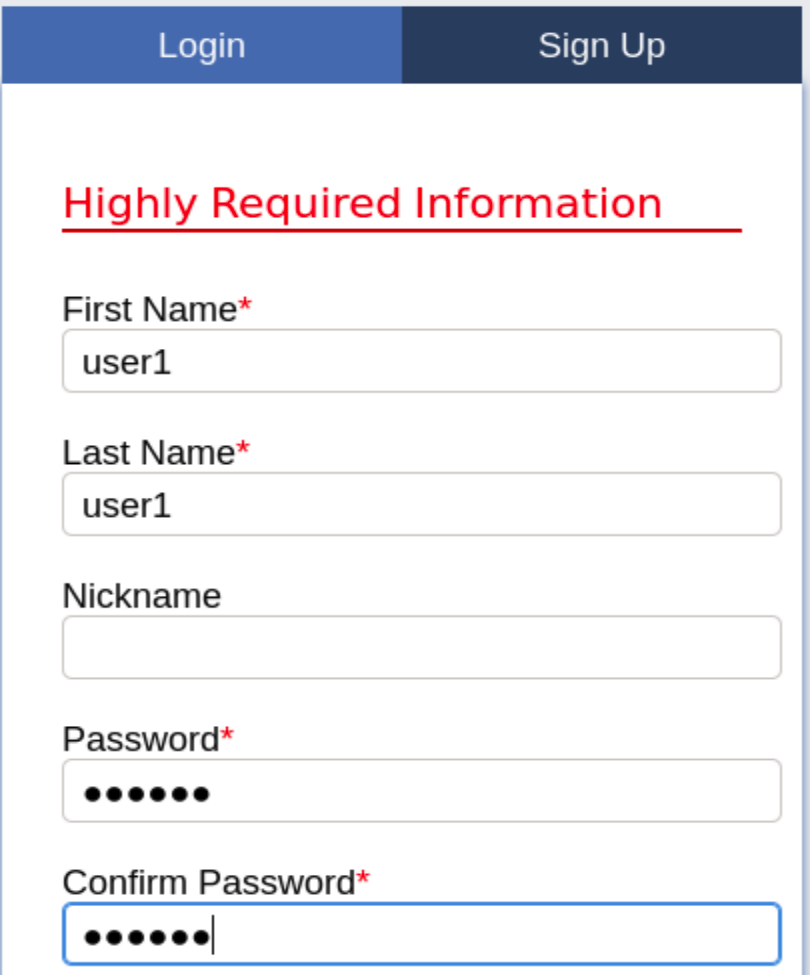 Login Sign Up
Highly Required Information
First Name*
user1
Last Name*
user1
Nickname
Password*
●●●●●●
Confirm Password*
●●●●●●